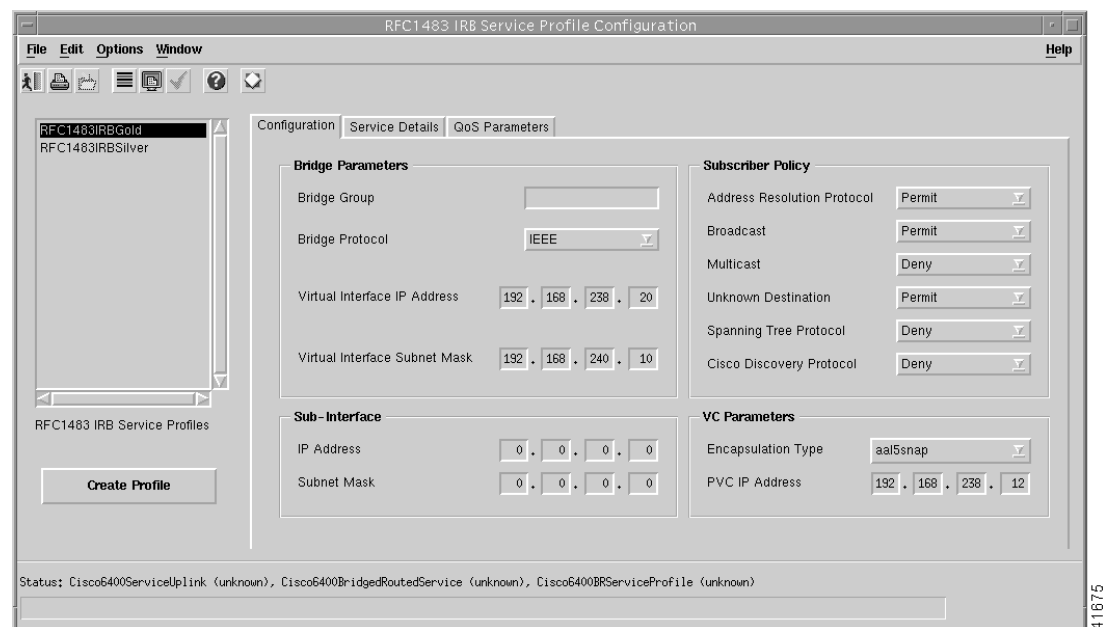 RFC1483 IRB Service Profile Configuration
File Edit Options Window Help
RFC1483IRBGold
RFC1483IRBSilver
RFC1483 IRB Service Profiles
Create Profile
Configuration Service Details QoS Parameters
Bridge Parameters
Bridge Group
Bridge Protocol IEEE
Virtual Interface IP Address 192 . 168 . 238 . 20
Virtual Interface Subnet Mask 192 . 168 . 240 . 10
Subscriber Policy
Address Resolution Protocol Permit
Broadcast Permit
Multicast Deny
Unknown Destination Permit
Spanning Tree Protocol Deny
Cisco Discovery Protocol Deny
Sub-Interface
IP Address 0 . 0 . 0 . 0
Subnet Mask 0 . 0 . 0 . 0
VC Parameters
Encapsulation Type aal5snap
PVC IP Address 192 . 168 . 238 . 12
Status: Cisco6400ServiceUplink (unknown), Cisco6400BridgedRoutedService (unknown), Cisco6400BRServiceProfile (unknown)
41675